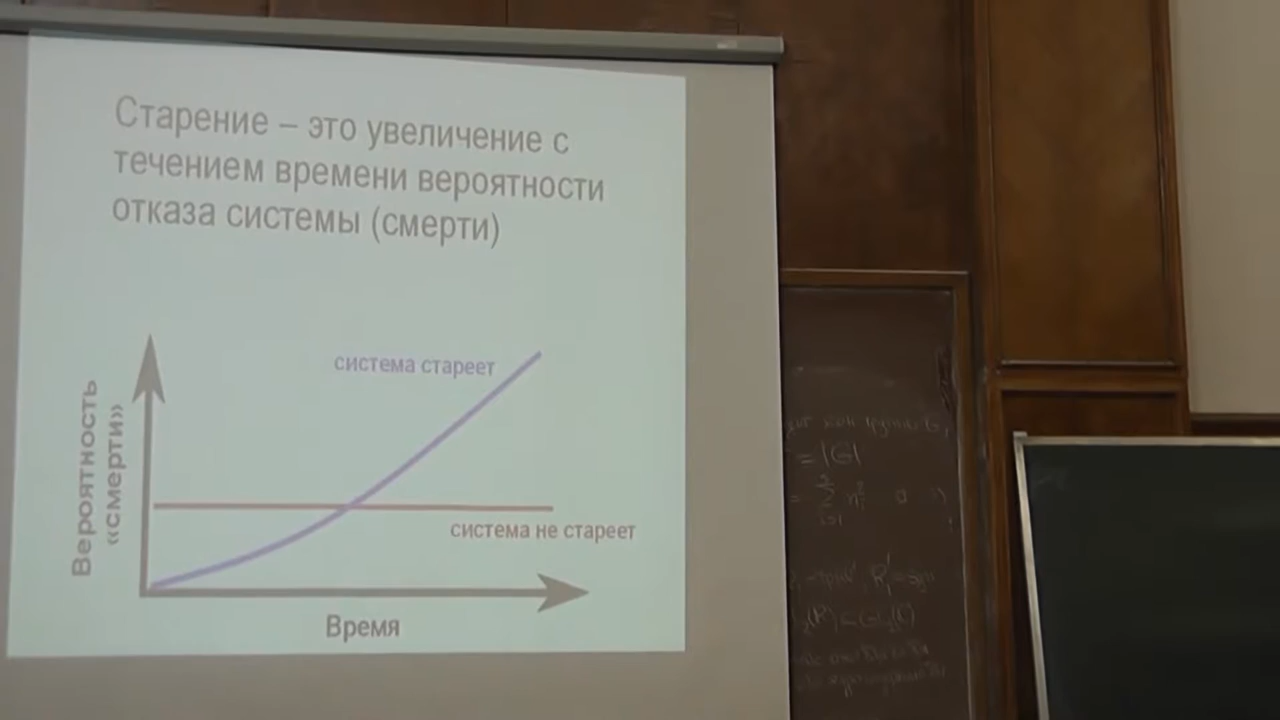 Старение – это увеличение с
течением времени вероятности
отказа системы (смерти)
система стареет
Вероятность
«смерти»
система не стареет
Время
= |G|